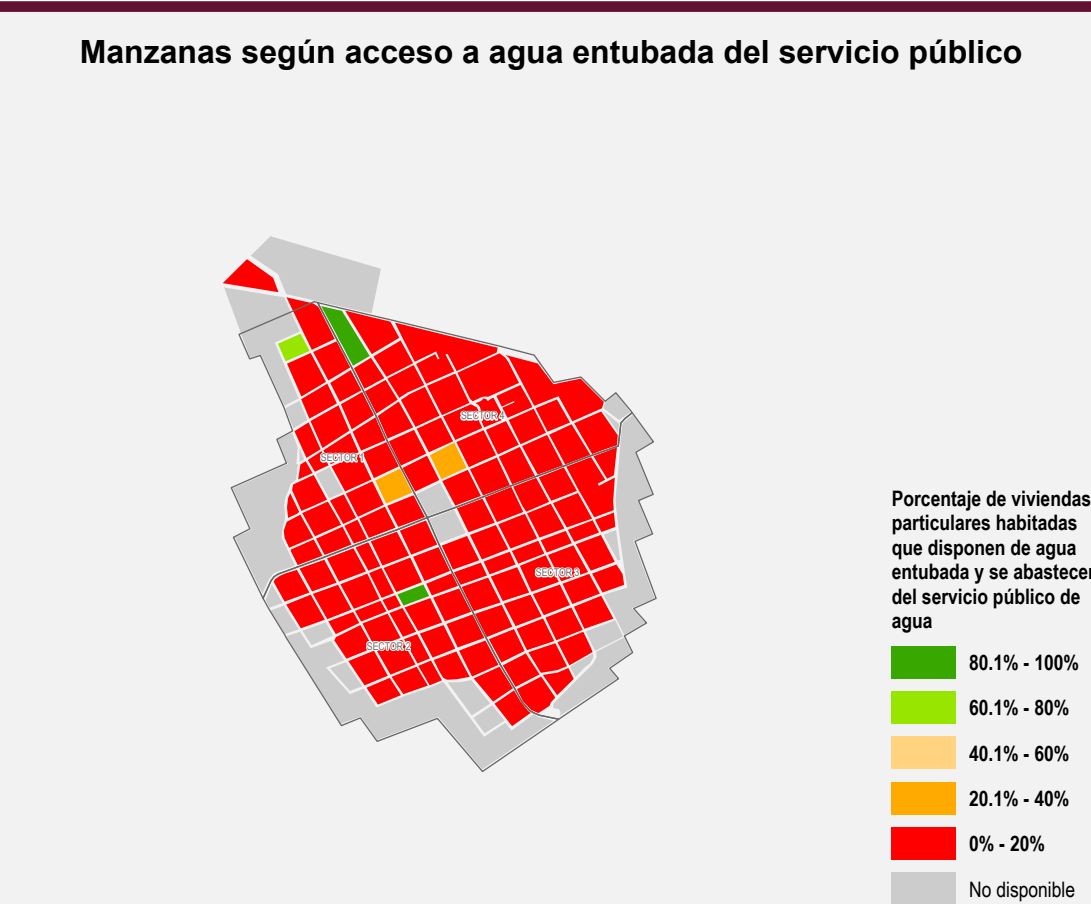 Manzanas según acceso a agua entubada del servicio público
SECTOR 4
SECTOR 1
SECTOR 3
SECTOR 2
Porcentaje de viviendas
particulares habitadas
que disponen de agua
entubada y se abastecen
del servicio público de
agua
80.1% - 100%
60.1% - 80%
40.1% - 60%
20.1% - 40%
0% - 20%
No disponible